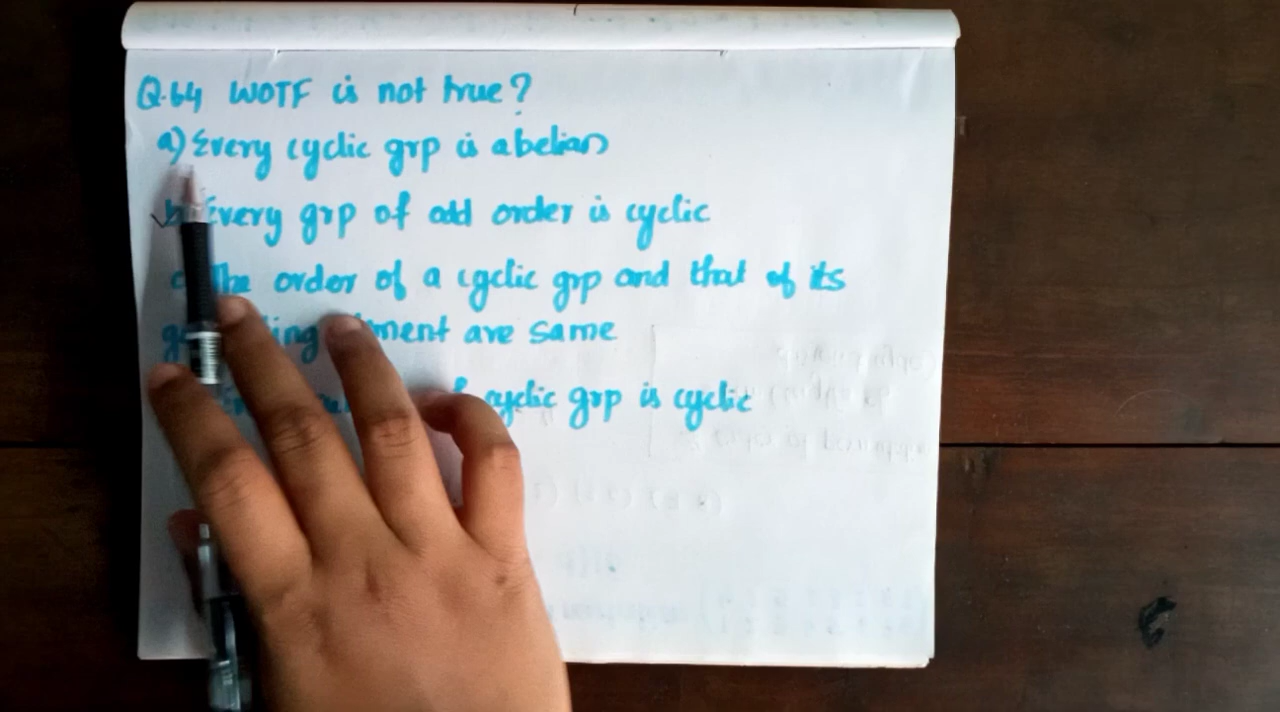 Q.64 WOTF is not true?
a) Every cyclic grp is abelian
b) Every grp of odd order is cyclic
c The order of a cyclic grp and that of its
are same
cyclic grp is cyclic